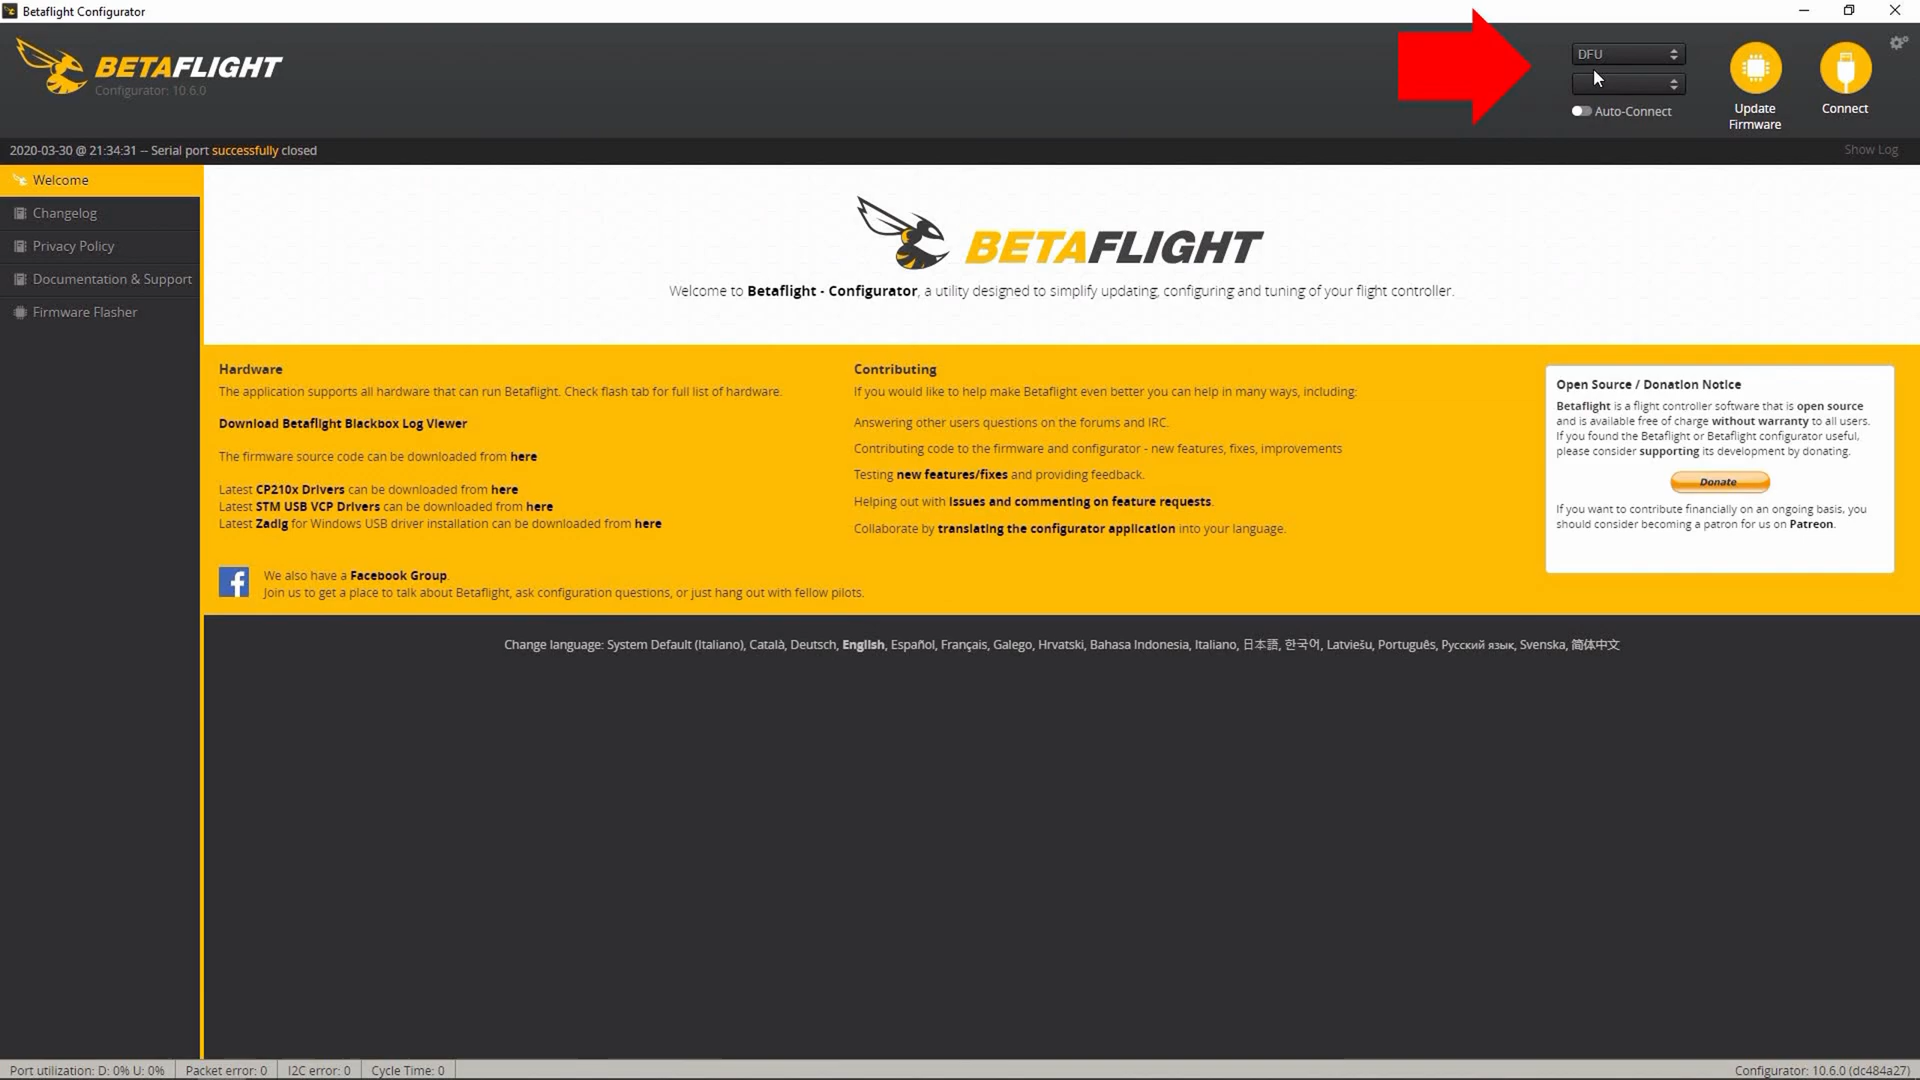 Betaflight Configurator
BETAFLIGHT
Configurator: 10.6.0
DFU
Auto-Connect
Update
Firmware
Connect
2020-03-30 @ 21:34:31 -- Serial port successfully closed
Show Log
Welcome
Changelog
Privacy Policy
Documentation & Support
Firmware Flasher
BETAFLIGHT
Welcome to Betaflight - Configurator, a utility designed to simplify updating, configuring and tuning of your flight controller.
Hardware
The application supports all hardware that can run Betaflight. Check flash tab for full list of hardware.
Download Betaflight Blackbox Log Viewer
The firmware source code can be downloaded from here
Latest CP210x Drivers can be downloaded from here
Latest STM USB VCP Drivers can be downloaded from here
Latest Zadig for Windows USB driver installation can be downloaded from here
We also have a Facebook Group.
Join us to get a place to talk about Betaflight, ask configuration questions, or just hang out with fellow pilots.
Contributing
If you would like to help make Betaflight even better you can help in many ways, including:
Answering other users questions on the forums and IRC.
Contributing code to the firmware and configurator - new features, fixes, improvements
Testing new features/fixes and providing feedback.
Helping out with issues and commenting on feature requests.
Collaborate by translating the configurator application into your language.
Open Source / Donation Notice
Betaflight is a flight controller software that is open source
and is available free of charge without warranty to all users.
If you found the Betaflight or Betaflight configurator useful,
please consider supporting its development by donating.
Donate
If you want to contribute financially on an ongoing basis, you
should consider becoming a patron for us on Patreon.
Change language: System Default (Italiano), Català, Deutsch, English, Español, Français, Galego, Hrvatski, Bahasa Indonesia, Italiano, 日本語, 한국어, Latviešu, Português, Русский язык, Svenska, 简体中文
Port utilization: D: 0% U: 0%
Packet error: 0
I2C error: 0
Cycle Time: 0
Configurator: 10.6.0 (dc484a27)